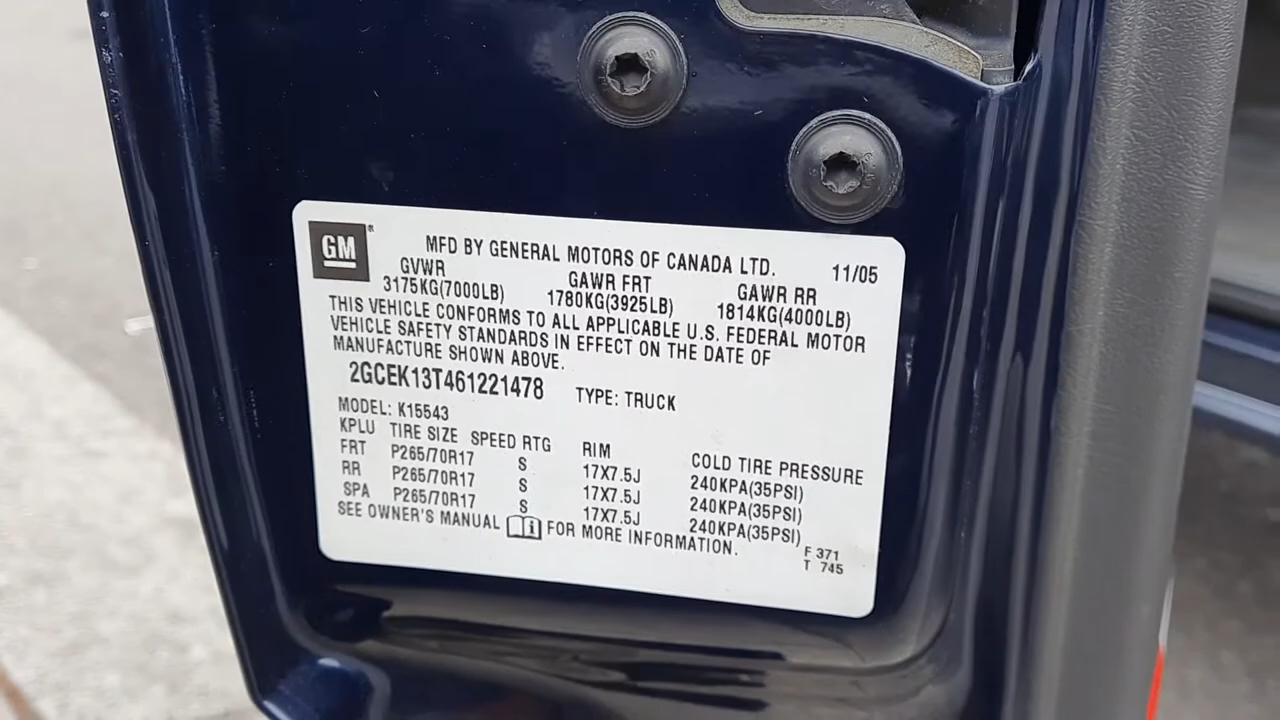 GM
MFD BY GENERAL MOTORS OF CANADA LTD. 11/05
GVWR GAWR FRT GAWR RR
3175KG(7000LB) 1780KG(3925LB) 1814KG(4000LB)
THIS VEHICLE CONFORMS TO ALL APPLICABLE U.S. FEDERAL MOTOR
VEHICLE SAFETY STANDARDS IN EFFECT ON THE DATE OF
MANUFACTURE SHOWN ABOVE.
2GCEK13T461221478 TYPE: TRUCK
MODEL: K15543
KPLU TIRE SIZE SPEED RTG RIM COLD TIRE PRESSURE
FRT P265/70R17 S 17X7.5J 240KPA(35PSI)
RR P265/70R17 S 17X7.5J 240KPA(35PSI)
SPA P265/70R17 S 17X7.5J 240KPA(35PSI)
SEE OWNER'S MANUAL FOR MORE INFORMATION.
F 371
T 745